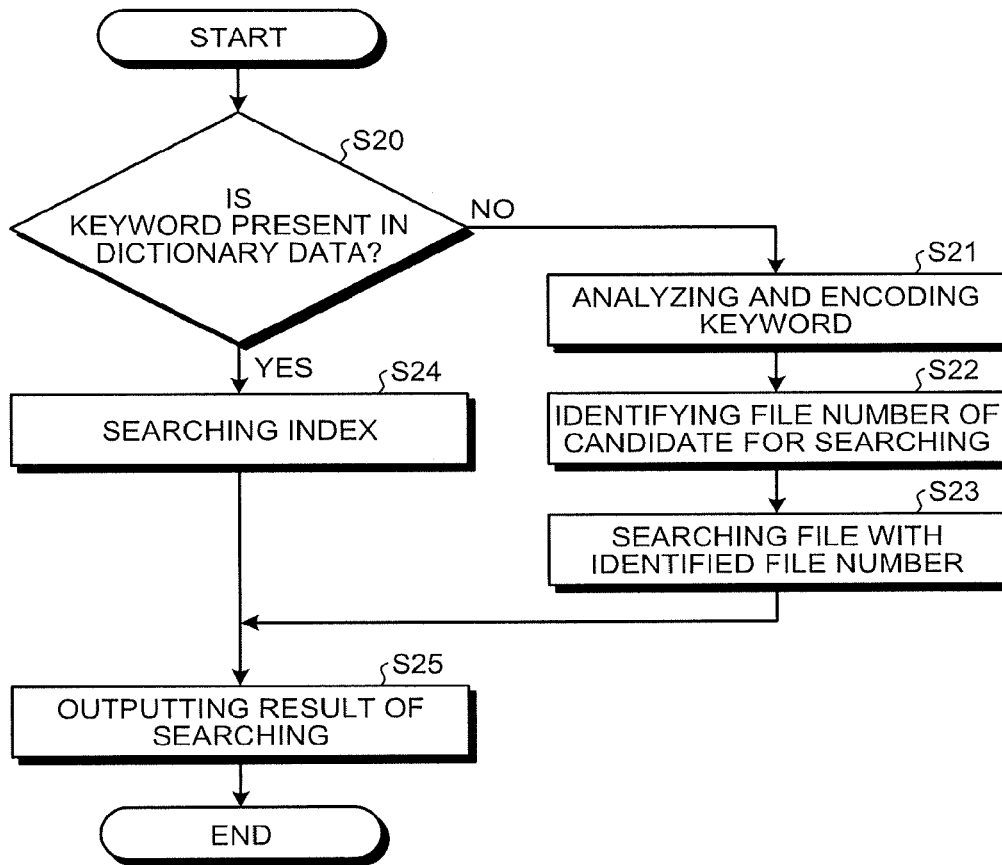 START
S20
IS
KEYWORD PRESENT IN
DICTIONARY DATA?
NO
S21
ANALYZING AND ENCODING
KEYWORD
YES
S24
SEARCHING INDEX
S22
IDENTIFYING FILE NUMBER OF
CANDIDATE FOR SEARCHING
S23
SEARCHING FILE WITH
IDENTIFIED FILE NUMBER
S25
OUTPUTTING RESULT OF
SEARCHING
END